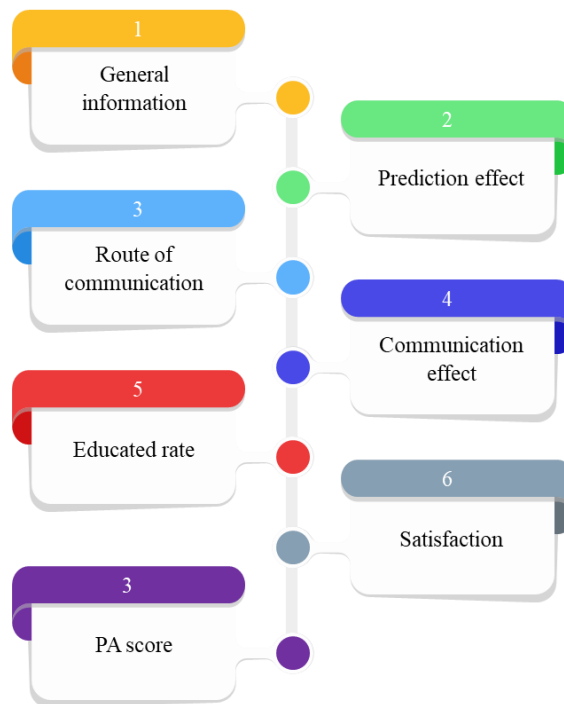 1
General
information
2
Prediction effect
3
Route of
communication
4
Communication
effect
5
Educated rate
6
Satisfaction
3
PA score